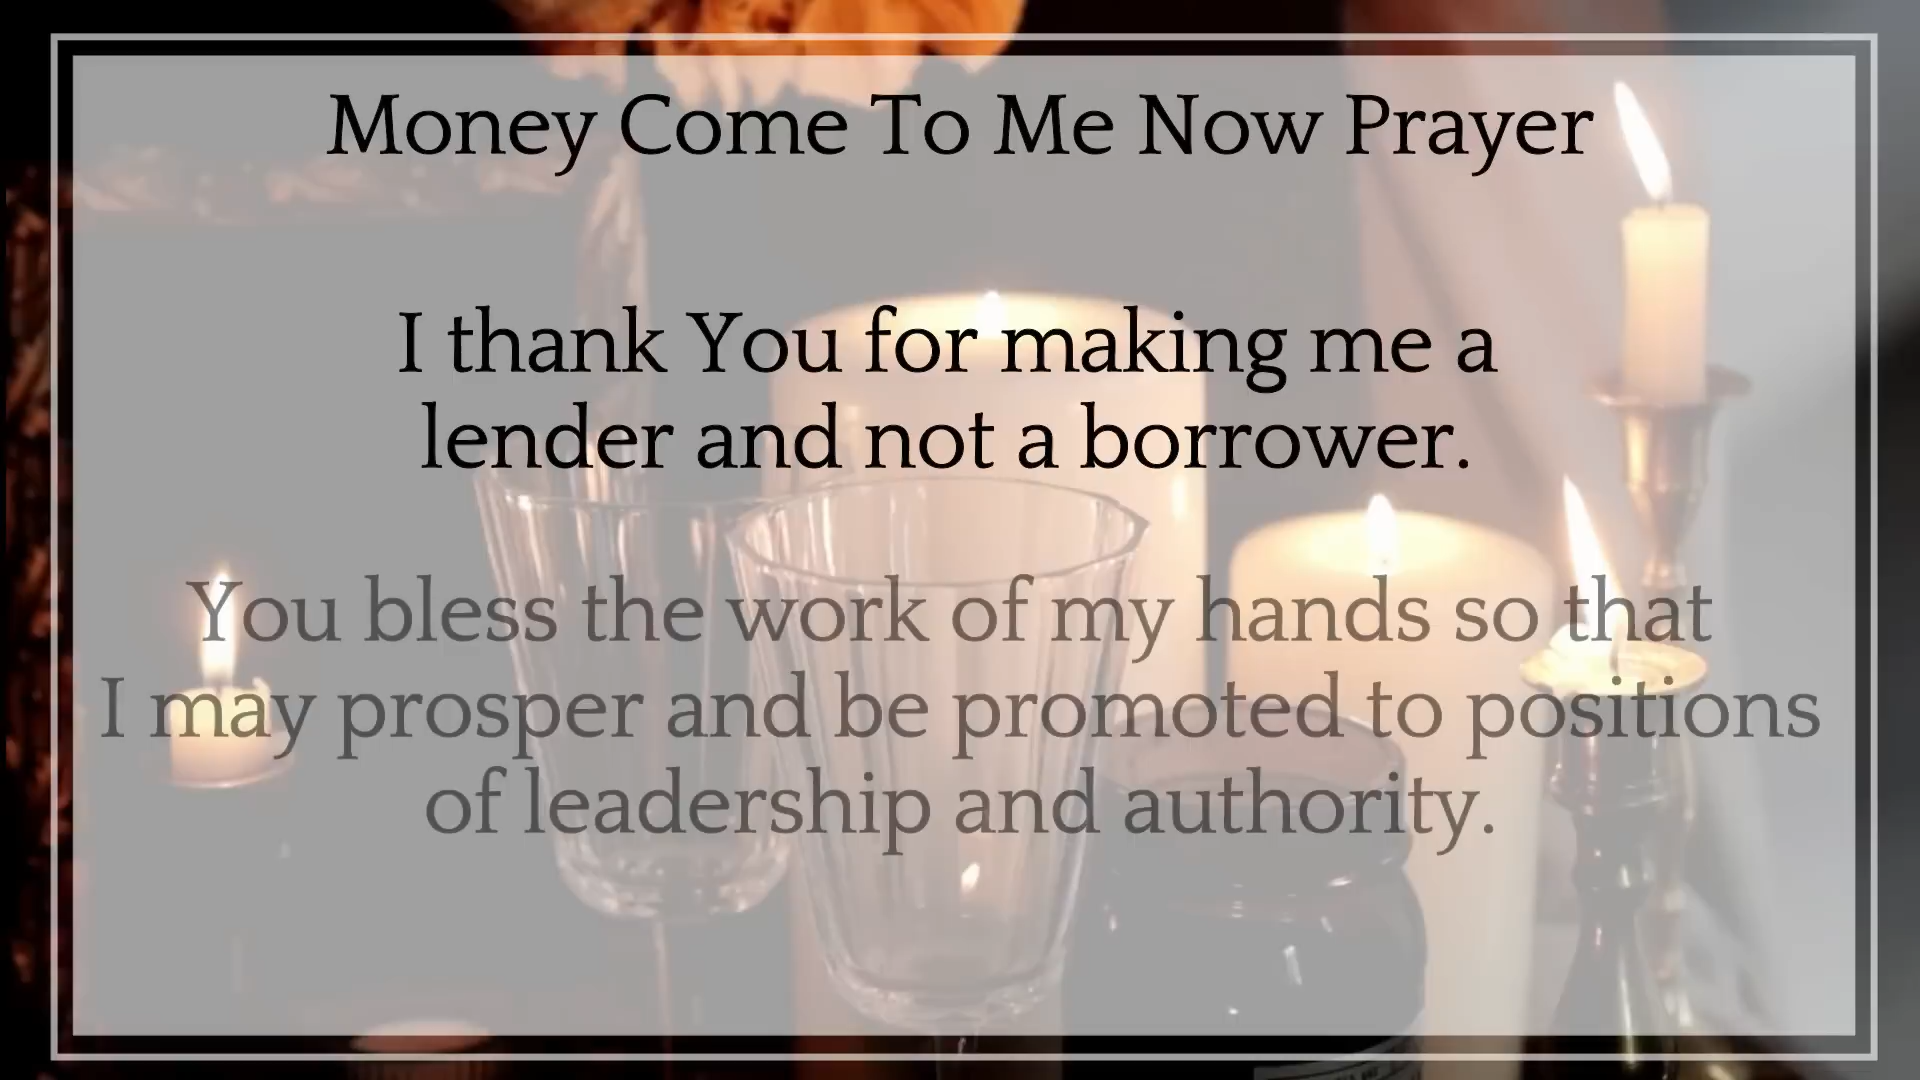 Money Come To Me Now Prayer
I thank You for making me a
lender and not a borrower.
You bless the work of my hands so that
I may prosper and be promoted to positions
of leadership and authority.